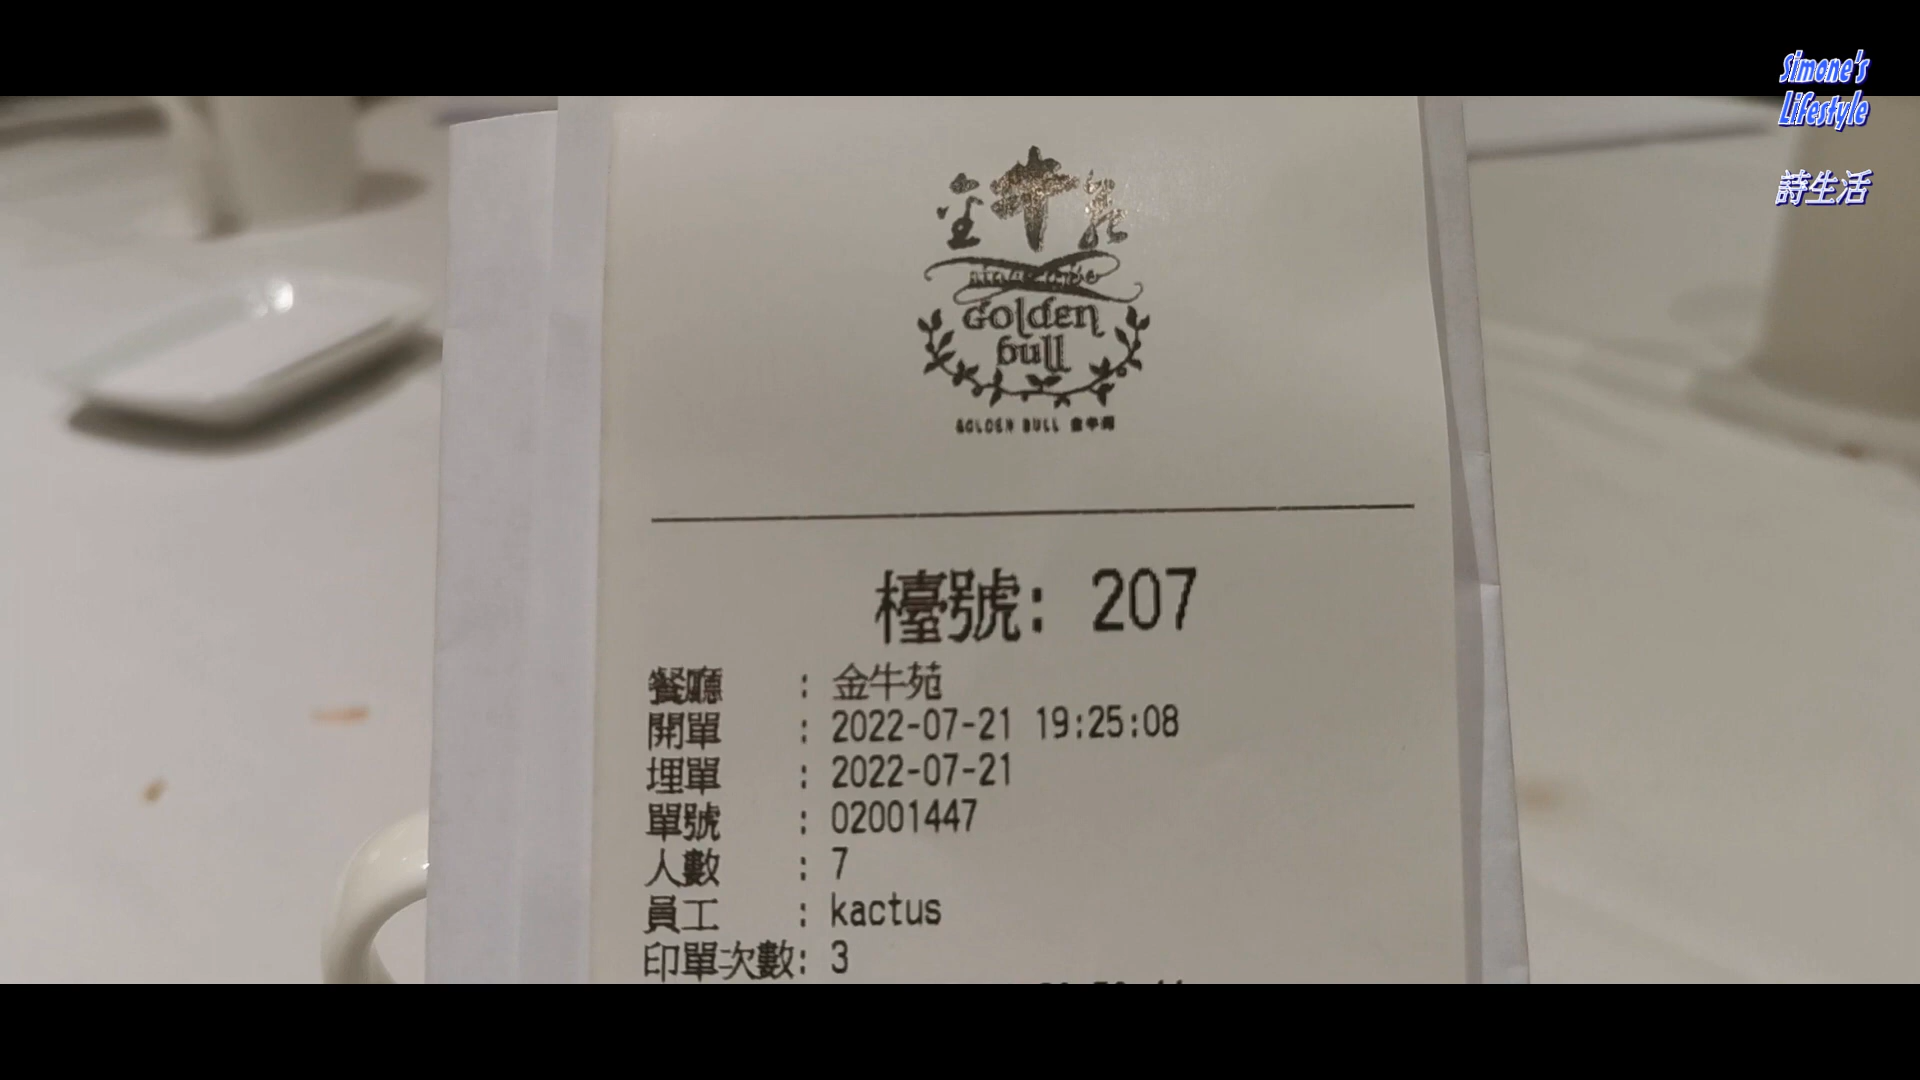 Simone's
Lifestyle
詩生活
金牛苑
Golden
bull
GOLDEN BULL 金牛苑
檯號: 207
餐廳 : 金牛苑
開單 : 2022-07-21 19:25:08
埋單 : 2022-07-21
單號 : 02001447
人數 : 7
員工 : kactus
印單次數: 3